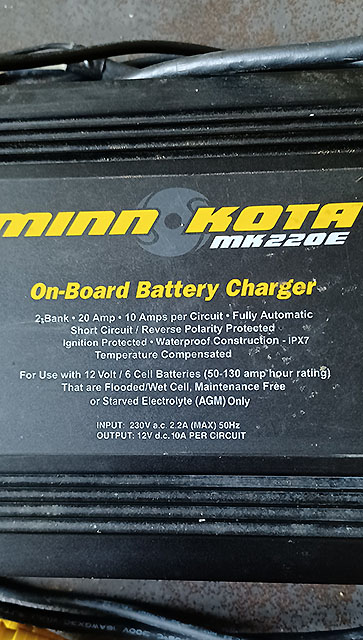 MINN KOTA
MK220E
On-Board Battery Charger
2 Bank • 20 Amp • 10 Amps per Circuit • Fully Automatic
Short Circuit / Reverse Polarity Protected
Ignition Protected • Waterproof Construction - IPX7
Temperature Compensated
For Use with 12 Volt / 6 Cell Batteries (50-130 amp hour rating)
That are Flooded/Wet Cell, Maintenance Free
or Starved Electrolyte (AGM) Only
INPUT: 230V a.c. 2.2A (MAX) 50Hz
OUTPUT: 12V d.c.10A PER CIRCUIT